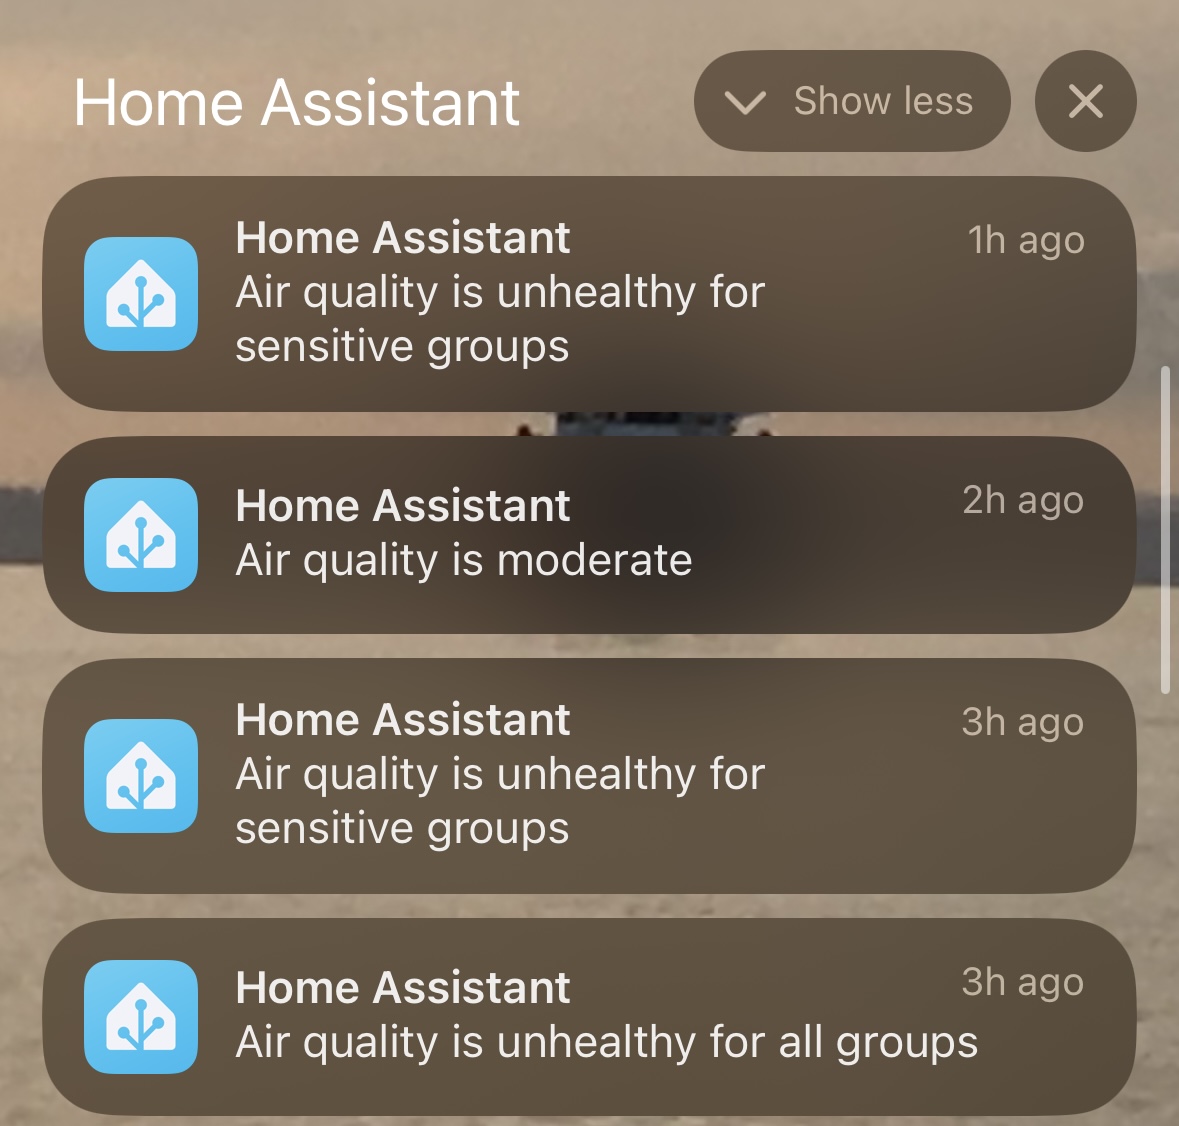 Home Assistant
Show less
Home Assistant
1h ago
Air quality is unhealthy for
sensitive groups
Home Assistant
2h ago
Air quality is moderate
Home Assistant
3h ago
Air quality is unhealthy for
sensitive groups
Home Assistant
3h ago
Air quality is unhealthy for all groups